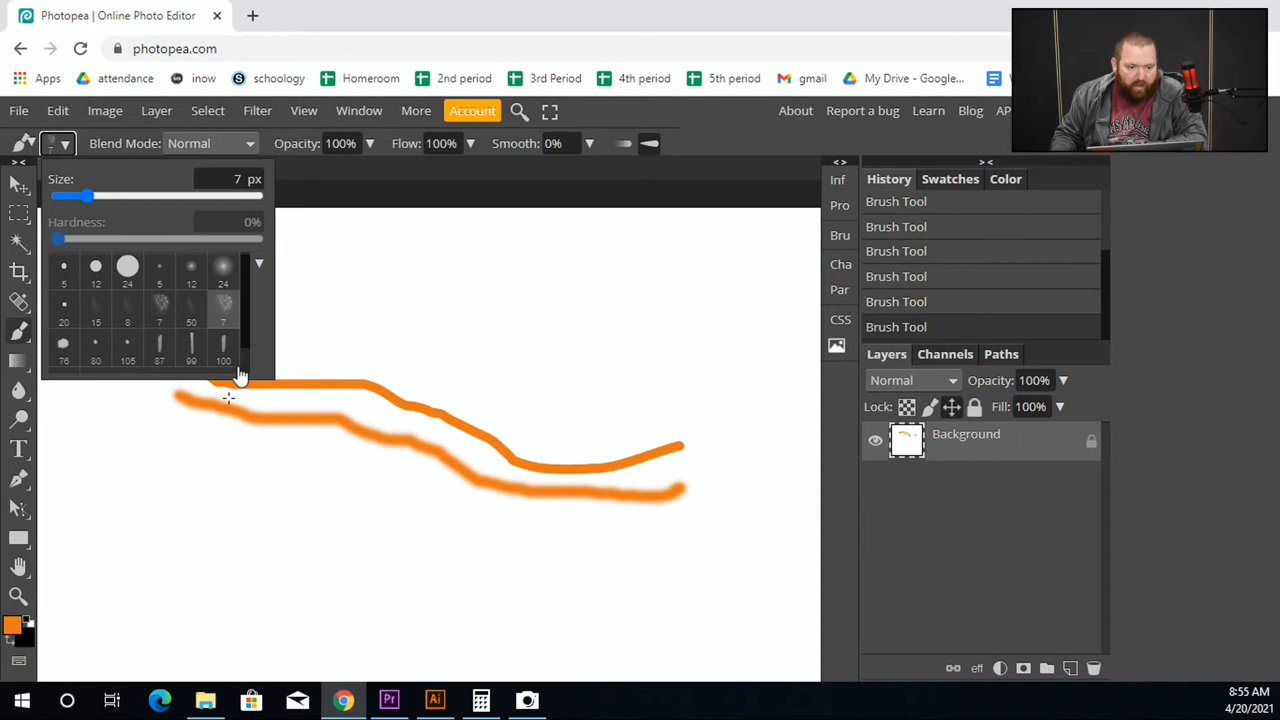 Photopea | Online Photo Editor
photopea.com
Apps attendance inow schoology Homeroom 2nd period 3rd Period 4th period 5th period gmail My Drive - Google...
File Edit Image Layer Select Filter View Window More Account About Report a bug Learn Blog
7 Blend Mode: Normal Opacity: 100% Flow: 100% Smooth: 0%
Size: 7 px
Hardness: 0%
5 12 24 5 12 24
20 15 8 7 50 7
76 80 105 87 99 100
Inf
Pro
Bru
Cha
Par
CSS
History Swatches Color
Brush Tool
Brush Tool
Brush Tool
Brush Tool
Brush Tool
Brush Tool
Layers Channels Paths
Normal Opacity: 100%
Lock: Fill: 100%
Background
eff
Pr Ai
8:55 AM
4/20/2021